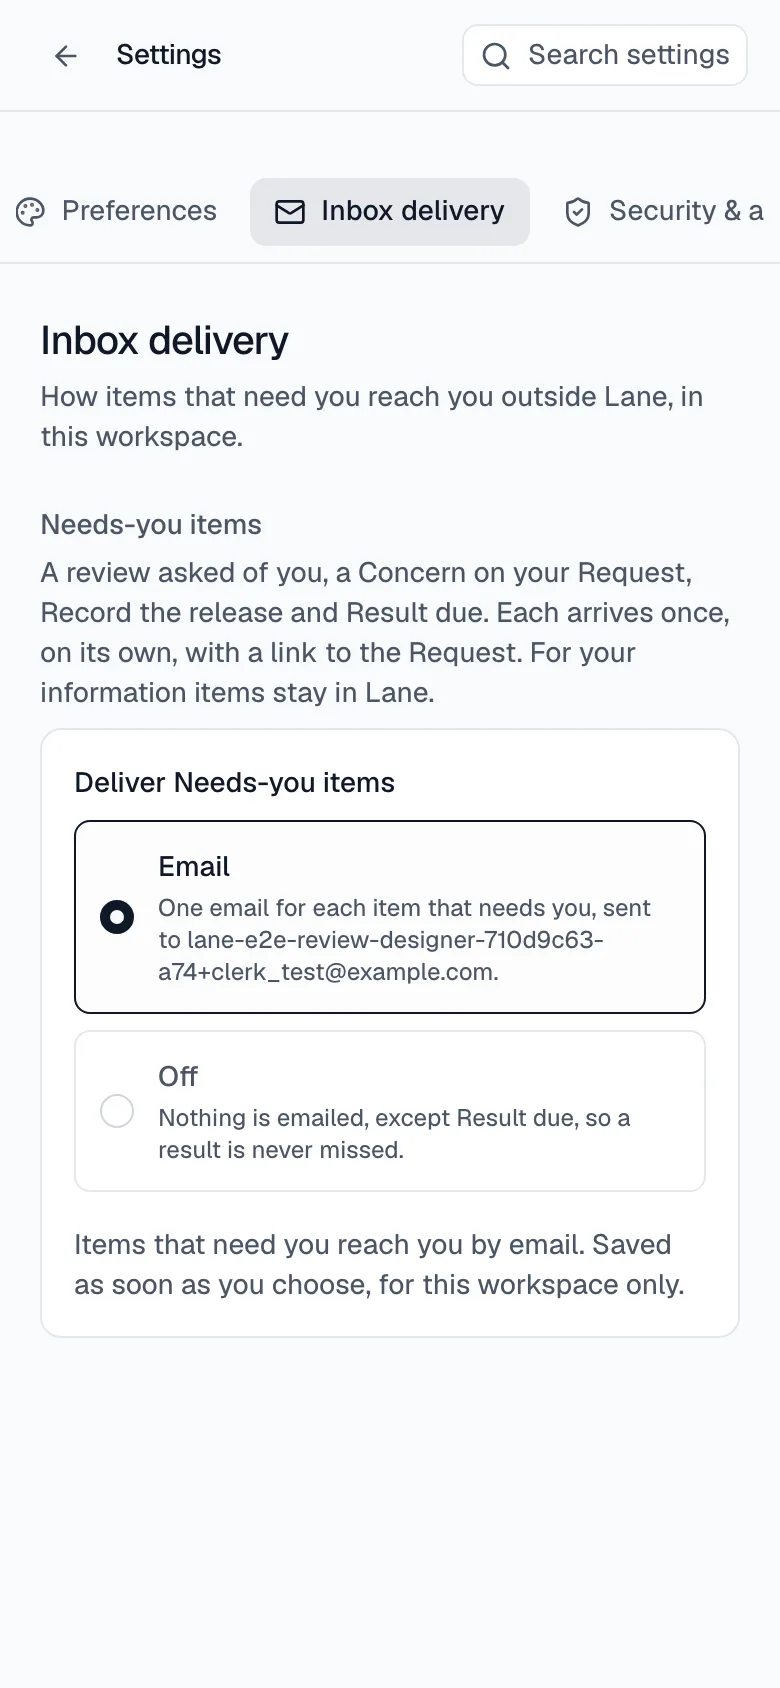 Settings
Search settings
Preferences
Inbox delivery
Security & a
Inbox delivery
How items that need you reach you outside Lane, in
this workspace.
Needs-you items
A review asked of you, a Concern on your Request,
Record the release and Result due. Each arrives once,
on its own, with a link to the Request. For your
information items stay in Lane.
Deliver Needs-you items
Email
One email for each item that needs you, sent
to lane-e2e-review-designer-710d9c63-
a74+clerk_test@example.com.
Off
Nothing is emailed, except Result due, so a
result is never missed.
Items that need you reach you by email. Saved
as soon as you choose, for this workspace only.